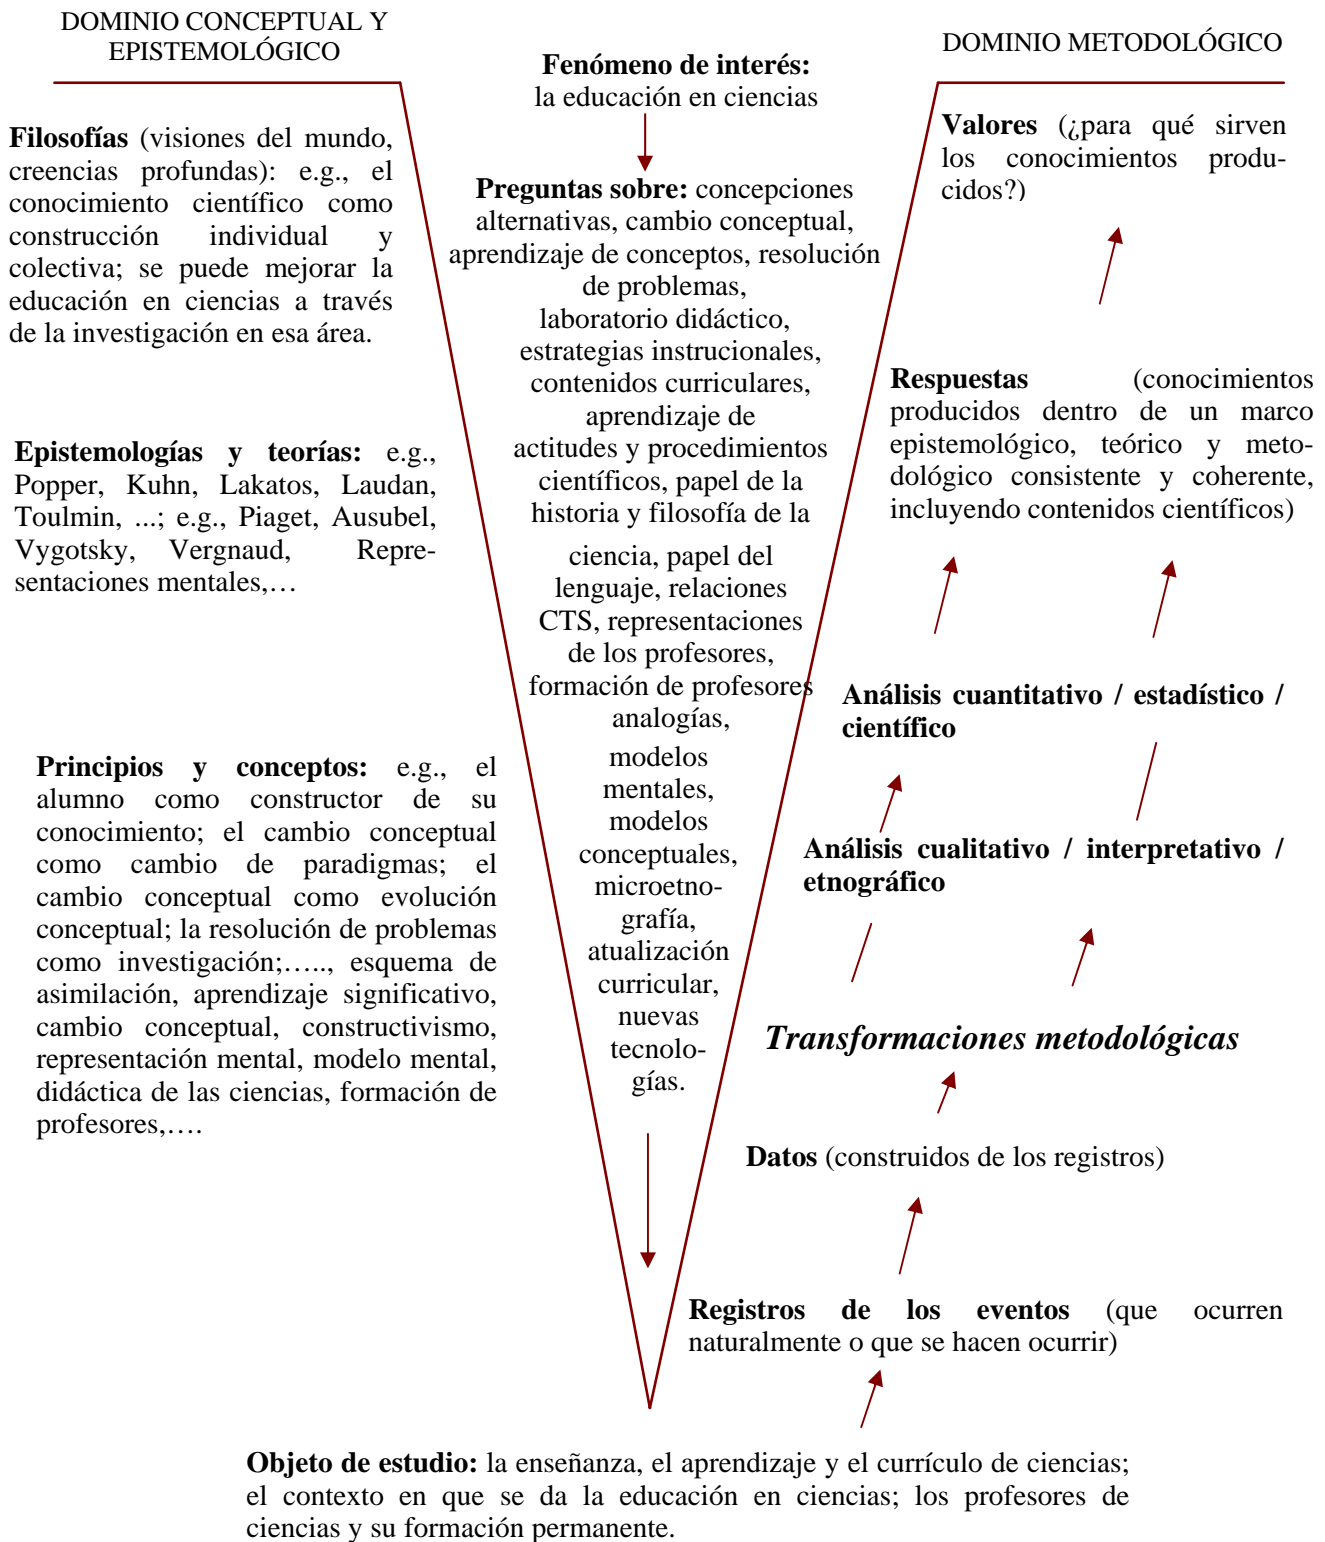 DOMINIO CONCEPTUAL Y
EPISTEMOLÓGICO
Filosofías (visiones del mundo,
creencias profundas): e.g., el
conocimiento científico como
construcción individual y
colectiva; se puede mejorar la
educación en ciencias a través
de la investigación en esa área.
Epistemologías y teorías: e.g.,
Popper, Kuhn, Lakatos, Laudan,
Toulmin, ...; e.g., Piaget, Ausubel,
Vygotsky, Vergnaud, Repre-
sentaciones mentales,…
Principios y conceptos: e.g., el
alumno como constructor de su
conocimiento; el cambio conceptual
como cambio de paradigmas; el
cambio conceptual como evolución
conceptual; la resolución de problemas
como investigación;….., esquema de
asimilación, aprendizaje significativo,
cambio conceptual, constructivismo,
representación mental, modelo mental,
didáctica de las ciencias, formación de
profesores,….
Fenómeno de interés:
la educación en ciencias
Preguntas sobre: concepciones
alternativas, cambio conceptual,
aprendizaje de conceptos, resolución
de problemas,
laboratorio didáctico,
estrategias instrucionales,
contenidos curriculares,
aprendizaje de
actitudes y procedimientos
científicos, papel de la
historia y filosofía de la
ciencia, papel del
lenguaje, relaciones
CTS, representaciones
de los profesores,
formación de profesores
analogías,
modelos
mentales,
modelos
conceptuales,
microetno-
grafía,
atualización
curricular,
nuevas
tecnolo-
gías.
DOMINIO METODOLÓGICO
Valores (¿para qué sirven
los conocimientos produ-
cidos?)
Respuestas (conocimientos
producidos dentro de un marco
epistemológico, teórico y meto-
dológico consistente y coherente,
incluyendo contenidos científicos)
Análisis cuantitativo / estadístico /
científico
Análisis cualitativo / interpretativo /
etnográfico
Transformaciones metodológicas
Datos (construidos de los registros)
Registros de los eventos (que ocurren
naturalmente o que se hacen ocurrir)
Objeto de estudio: la enseñanza, el aprendizaje y el currículo de ciencias;
el contexto en que se da la educación en ciencias; los profesores de
ciencias y su formación permanente.